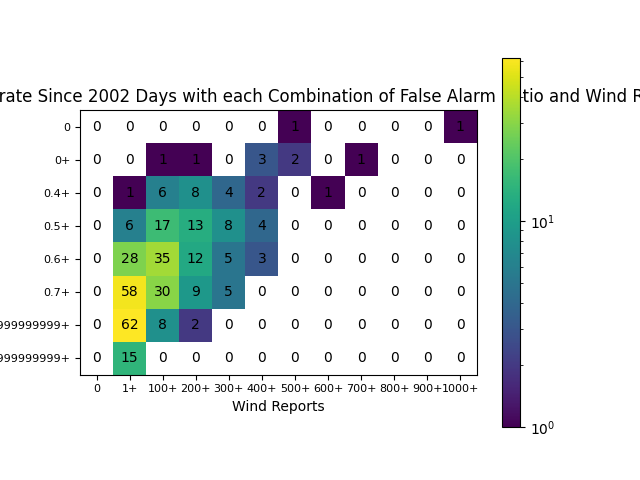 rate Since 2002 Days with each Combination of False Alarm tio and Wind R
0 0 0 0 0 0 0 1 0 0 0 0 1
0+ 0 0 1 1 0 3 2 0 1 0 0 0
0.4+ 0 1 6 8 4 2 0 1 0 0 0 0
0.5+ 0 6 17 13 8 4 0 0 0 0 0 0
0.6+ 0 28 35 12 5 3 0 0 0 0 0 0
0.7+ 0 58 30 9 5 0 0 0 0 0 0 0
999999999+ 0 62 8 2 0 0 0 0 0 0 0 0
999999999+ 0 15 0 0 0 0 0 0 0 0 0 0
0 1+ 100+ 200+ 300+ 400+ 500+ 600+ 700+ 800+ 900+ 1000+
Wind Reports
10¹
10⁰